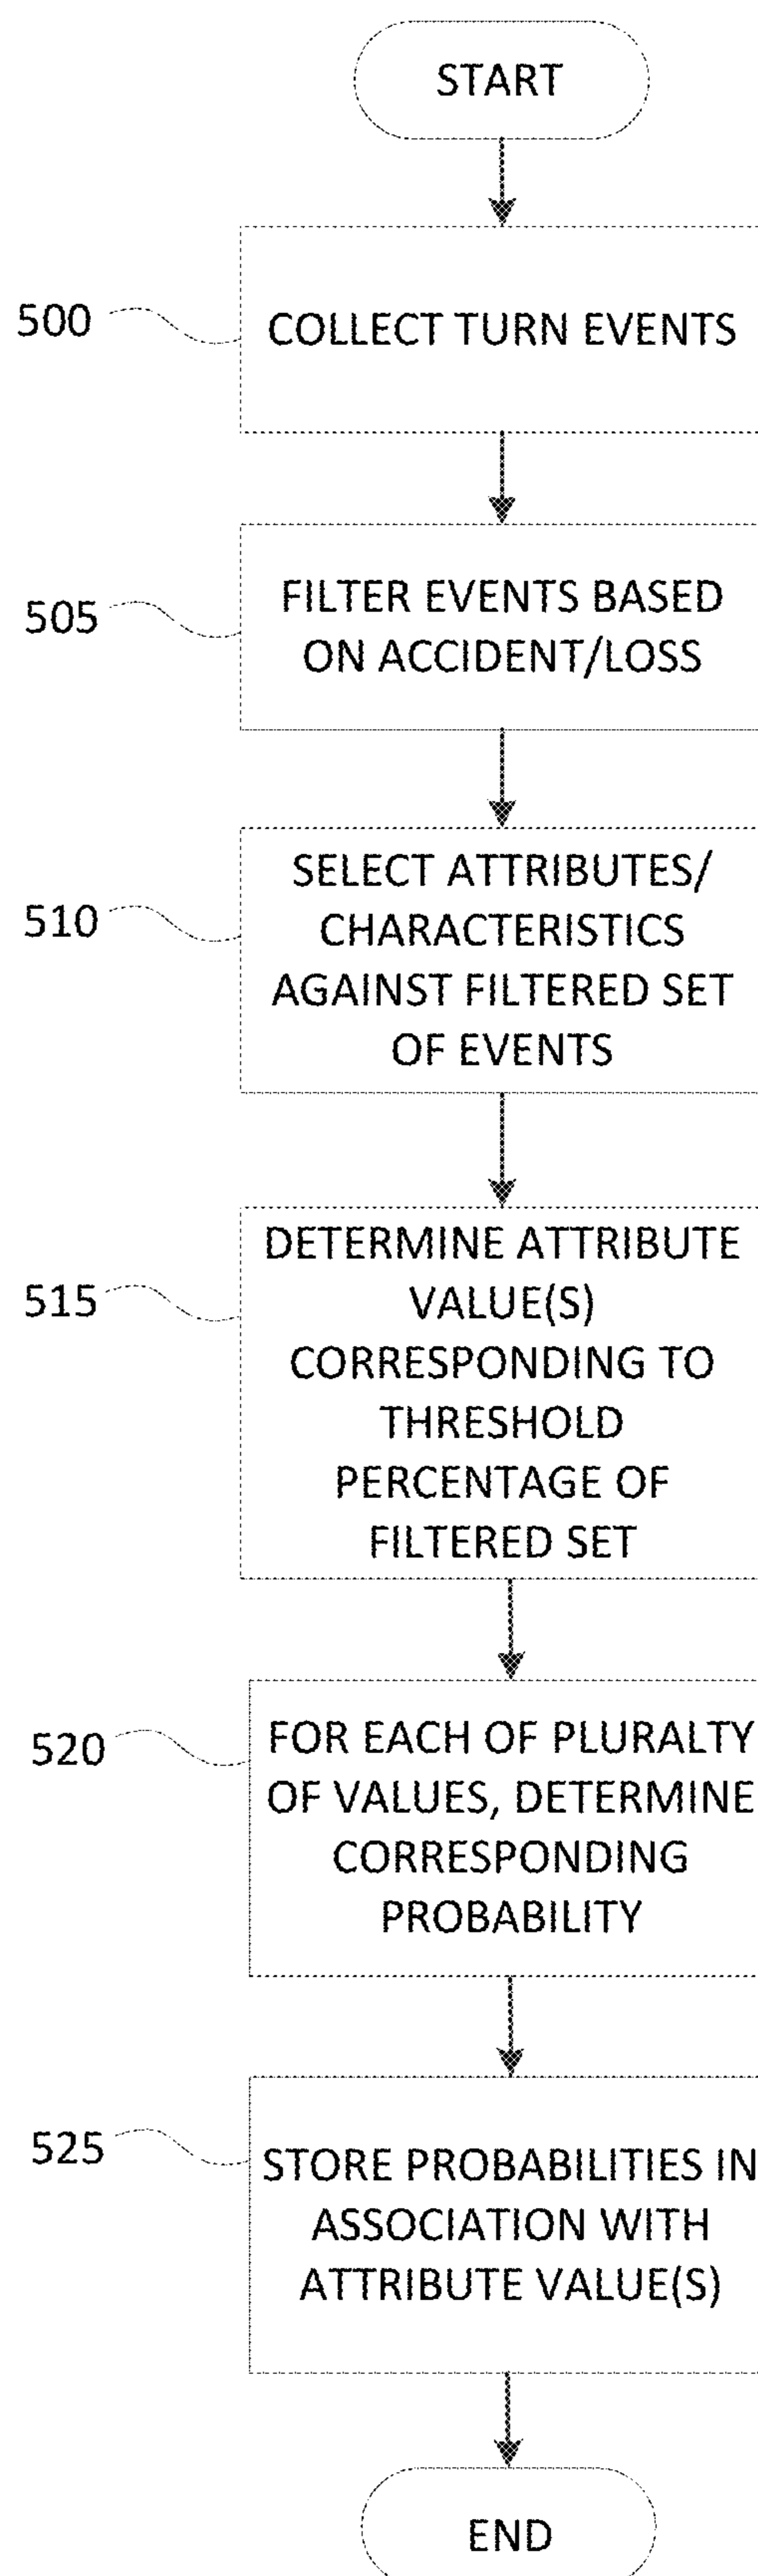 START
500
COLLECT TURN EVENTS
505
FILTER EVENTS BASED
ON ACCIDENT/LOSS
510
SELECT ATTRIBUTES/
CHARACTERISTICS
AGAINST FILTERED SET
OF EVENTS
515
DETERMINE ATTRIBUTE
VALUE(S)
CORRESPONDING TO
THRESHOLD
PERCENTAGE OF
FILTERED SET
520
FOR EACH OF PLURALTY
OF VALUES, DETERMINE
CORRESPONDING
PROBABILITY
525
STORE PROBABILITIES IN
ASSOCIATION WITH
ATTRIBUTE VALUE(S)
END